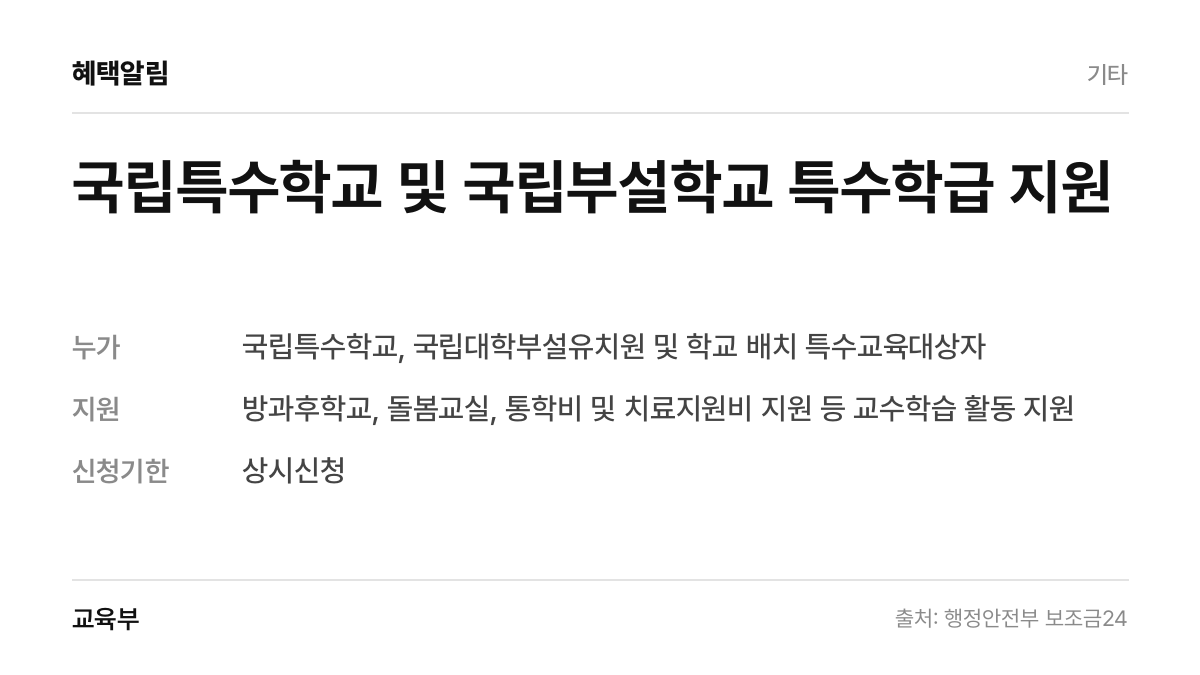 혜택알림
기타
국립특수학교 및 국립부설학교 특수학급 지원
누가 국립특수학교, 국립대학부설유치원 및 학교 배치 특수교육대상자
지원 방과후학교, 돌봄교실, 통학비 및 치료지원비 지원 등 교수학습 활동 지원
신청기한 상시신청
교육부
출처: 행정안전부 보조금24